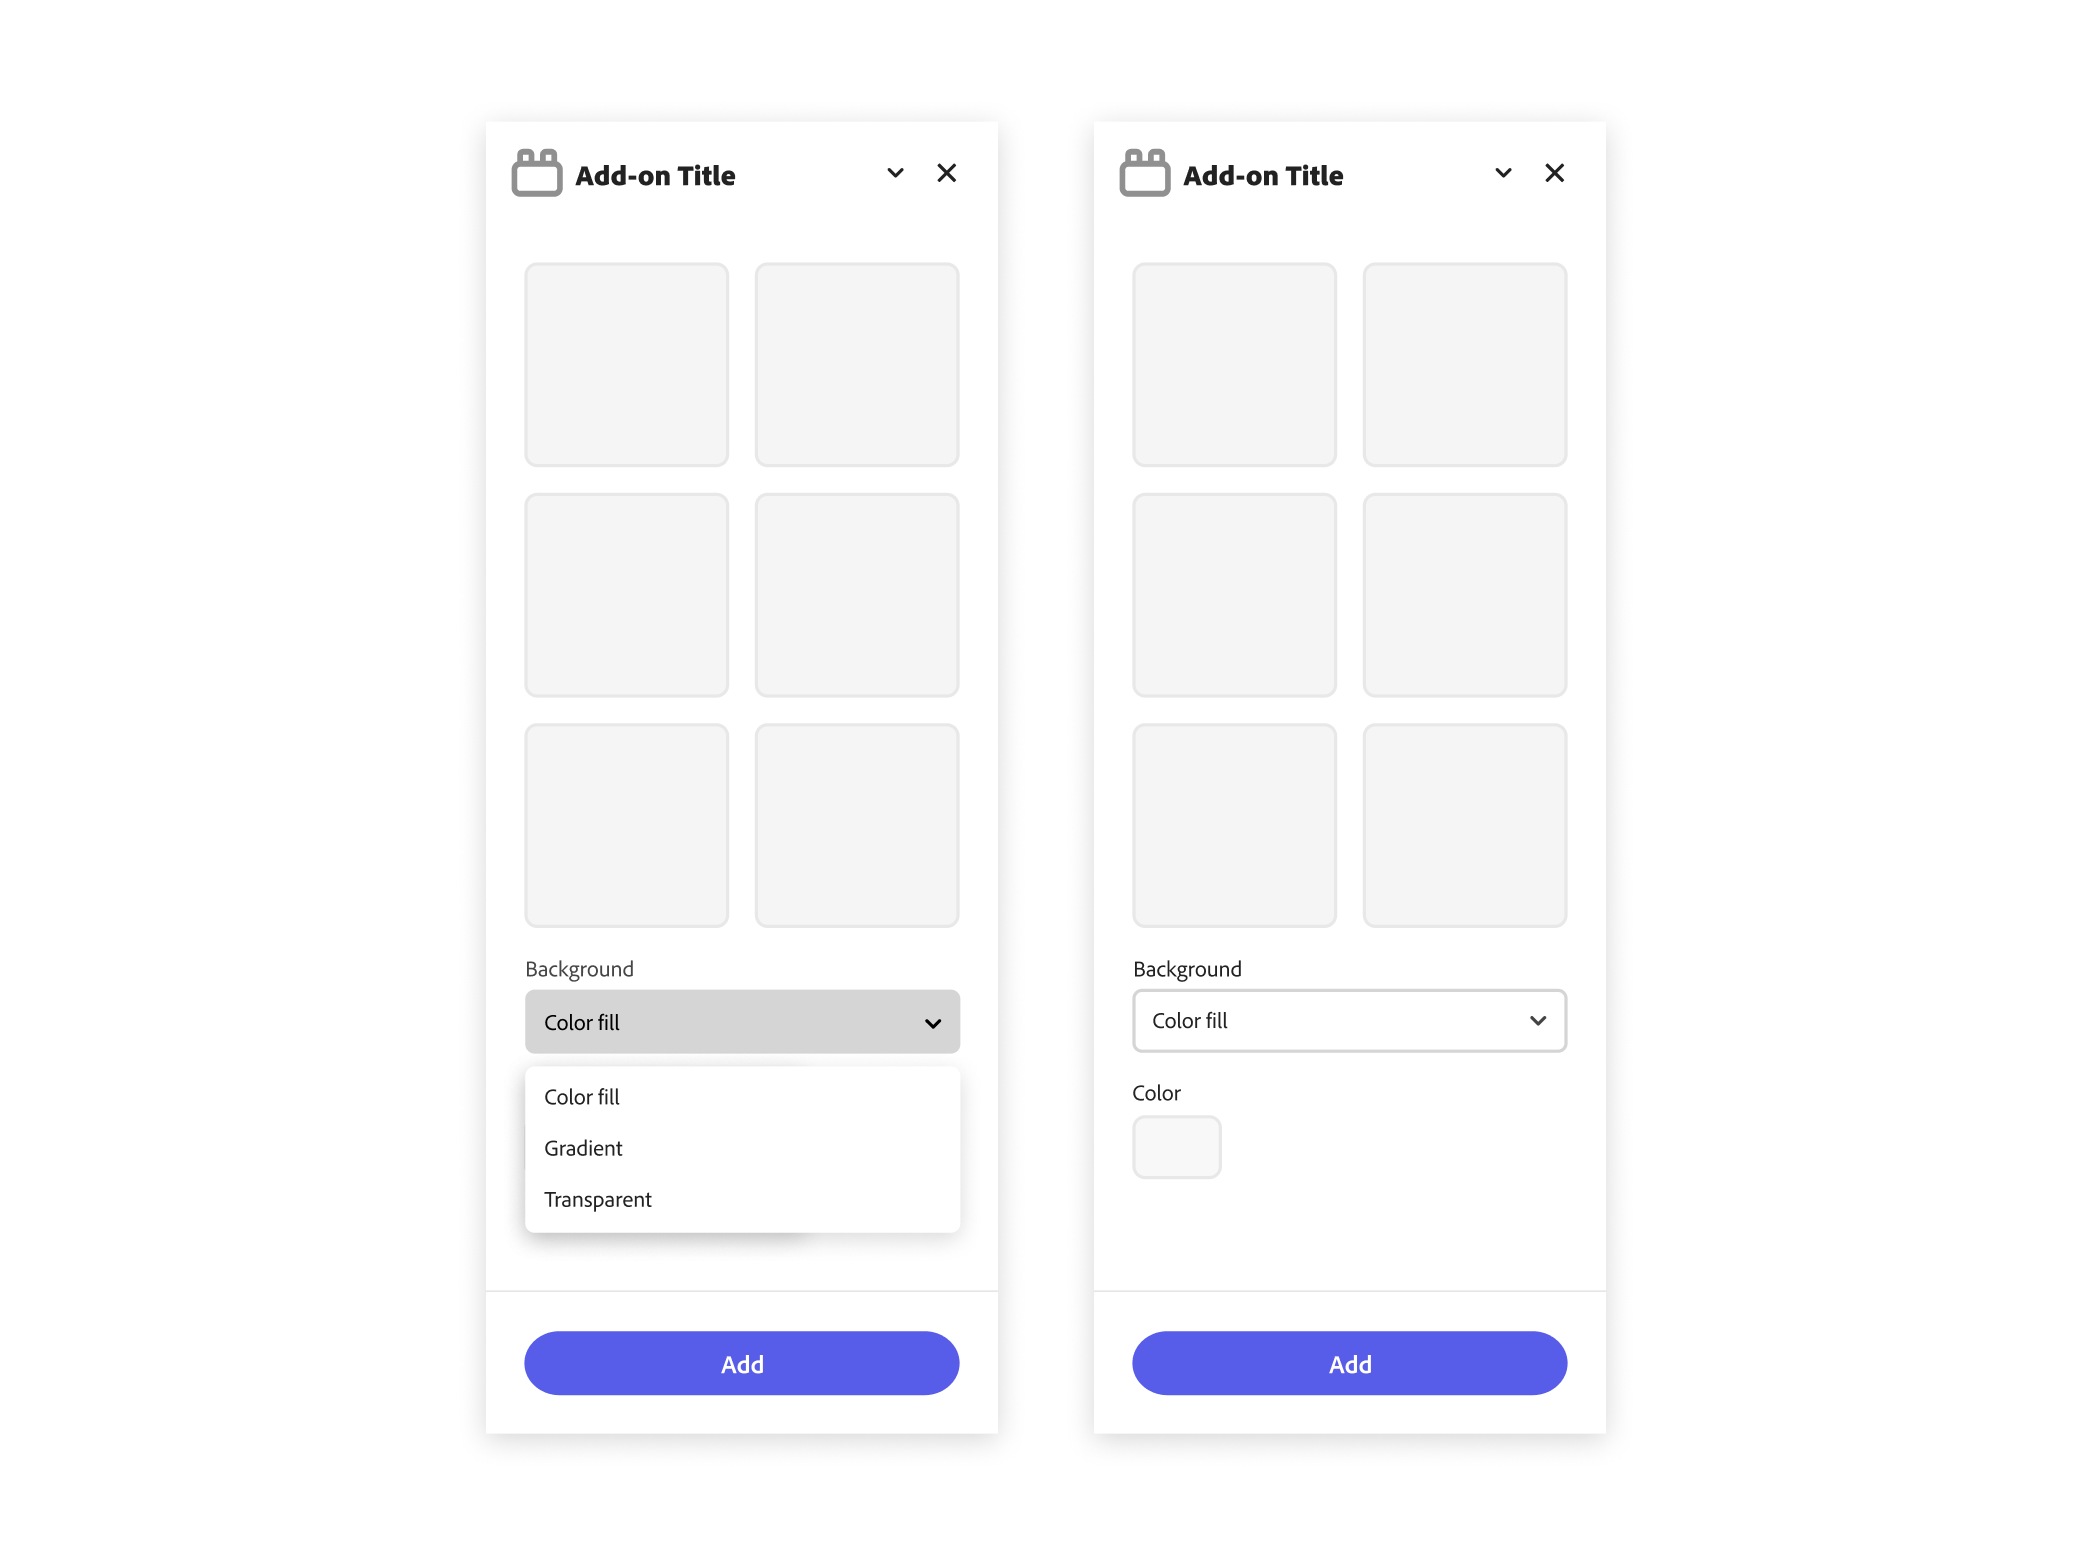 Add-on Title
Background
Color fill
Color fill
Gradient
Transparent
Add
Add-on Title
Background
Color fill
Color
Add